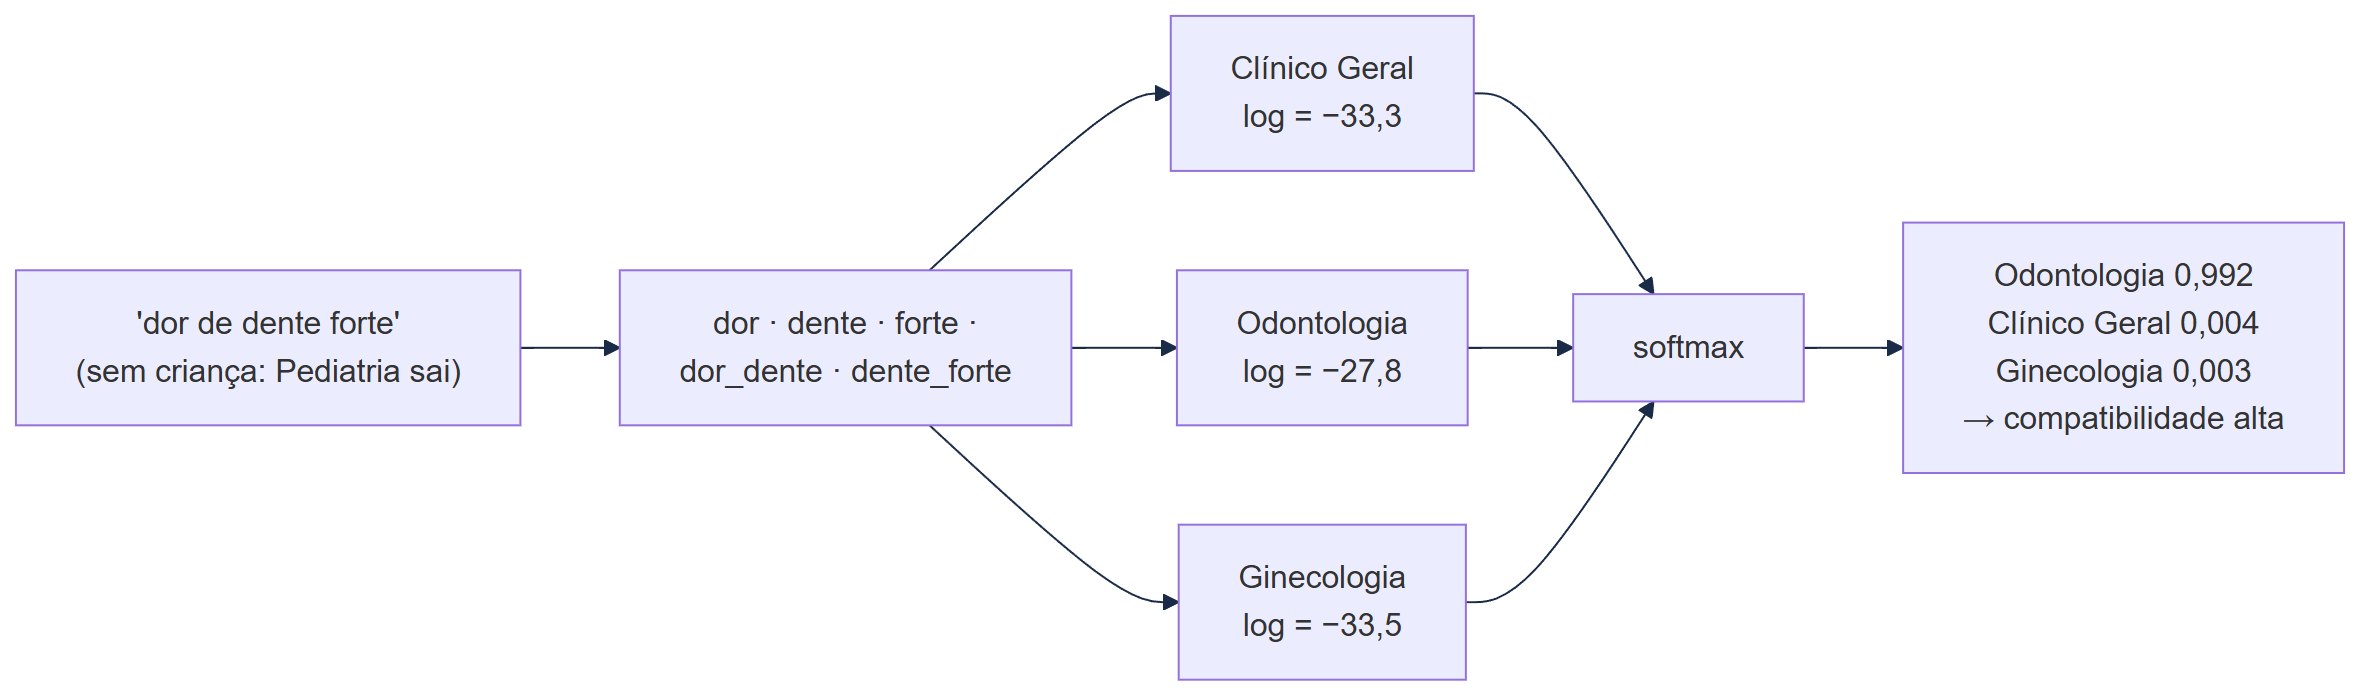 'dor de dente forte'
(sem criança: Pediatria sai)
dor · dente · forte ·
dor_dente · dente_forte
Clínico Geral
log = −33,3
Odontologia
log = −27,8
Ginecologia
log = −33,5
softmax
Odontologia 0,992
Clínico Geral 0,004
Ginecologia 0,003
→ compatibilidade alta